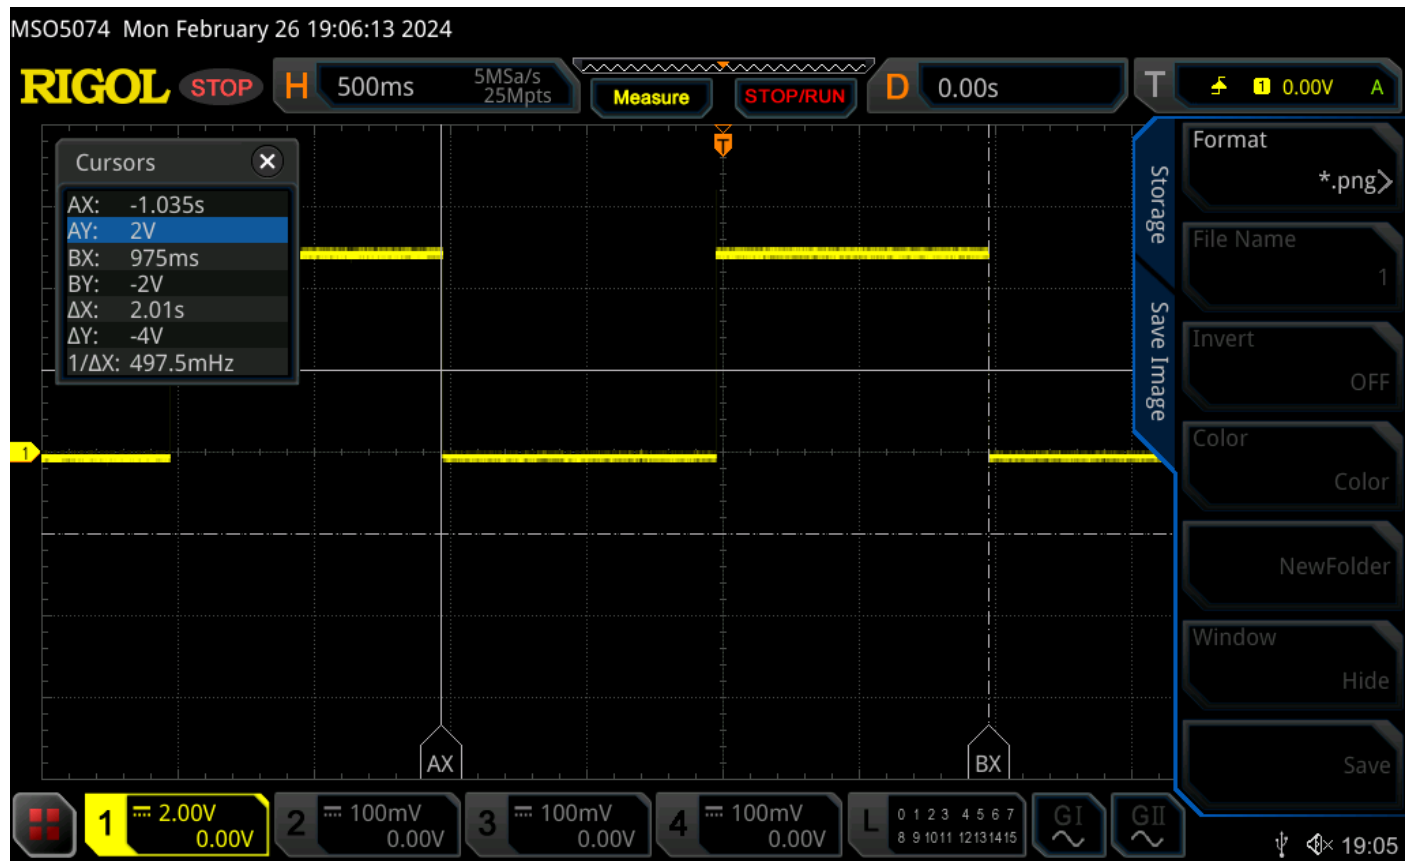 MSO5074 Mon February 26 19:06:13 2024
RIGOL STOP H 500ms 5MSa/s 25Mpts Measure STOP/RUN D 0.00s T 1 0.00V A
T
Cursors
AX: -1.035s
AY: 2V
BX: 975ms
BY: -2V
ΔX: 2.01s
ΔY: -4V
1/ΔX: 497.5mHz
1
AX
BX
Storage
Save Image
Format
*.png
File Name
1
Invert
OFF
Color
Color
NewFolder
Window
Hide
Save
1 2.00V 0.00V
2 100mV 0.00V
3 100mV 0.00V
4 100mV 0.00V
L 0 1 2 3 4 5 6 7
8 9 10 11 12 13 14 15
GI
GII
19:05